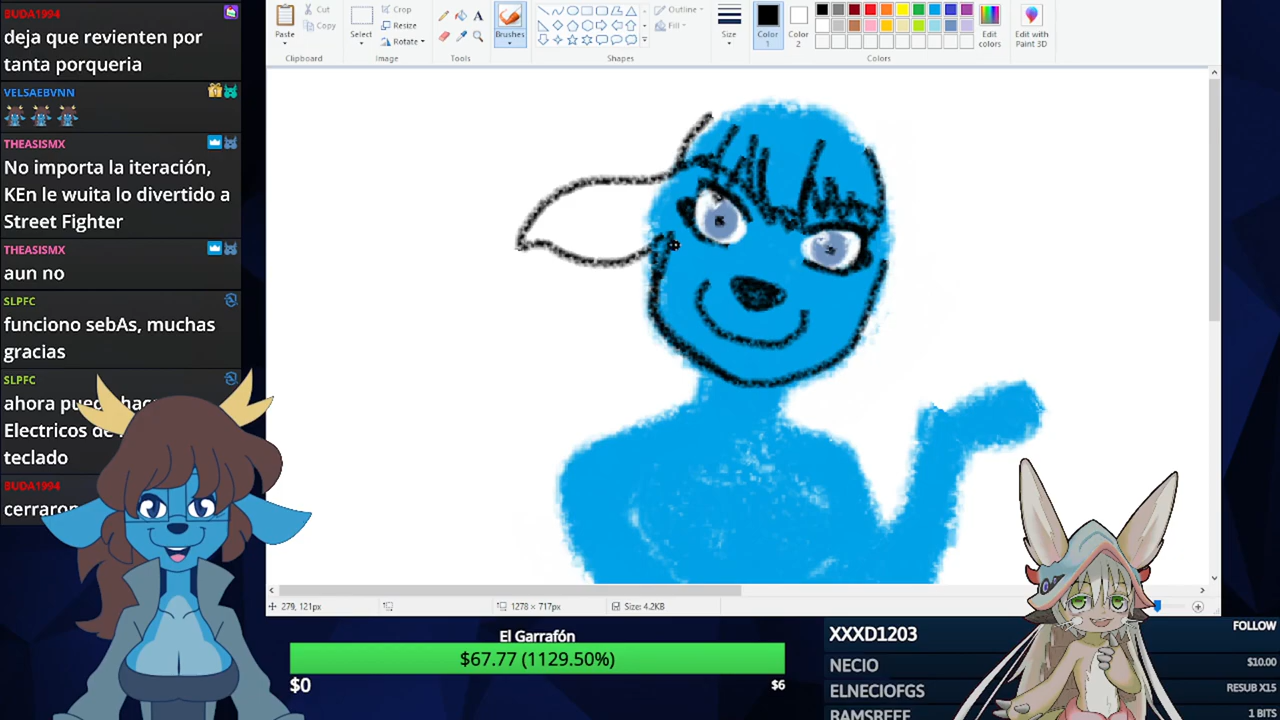 BUDA1994
deja que revienten por
tanta porqueria
VELSAEBVNN
THEASISMX
No importa la iteración,
KEn le wuita lo divertido a
Street Fighter
THEASISMX
aun no
SLPFC
funciono sebAs, muchas
gracias
SLPFC
ahora
Electricos
teclado
BUDA1994
Paste
Cut
Copy
Clipboard
Select
Crop
Resize
Rotate
Image
A
Tools
Brushes
Shapes
Outline
Fill
Size
Color
1
Color
2
Colors
Edit
colors
Edit with
Paint 3D
279, 121px
1278 × 717px
Size: 4.2KB
El Garrafón
$67.77 (1129.50%)
$0
$6
XXXD1203
FOLLOW
NECIO
$10.00
ELNECIOFGS
RESUB X15
RAMSREEE
1 BITS